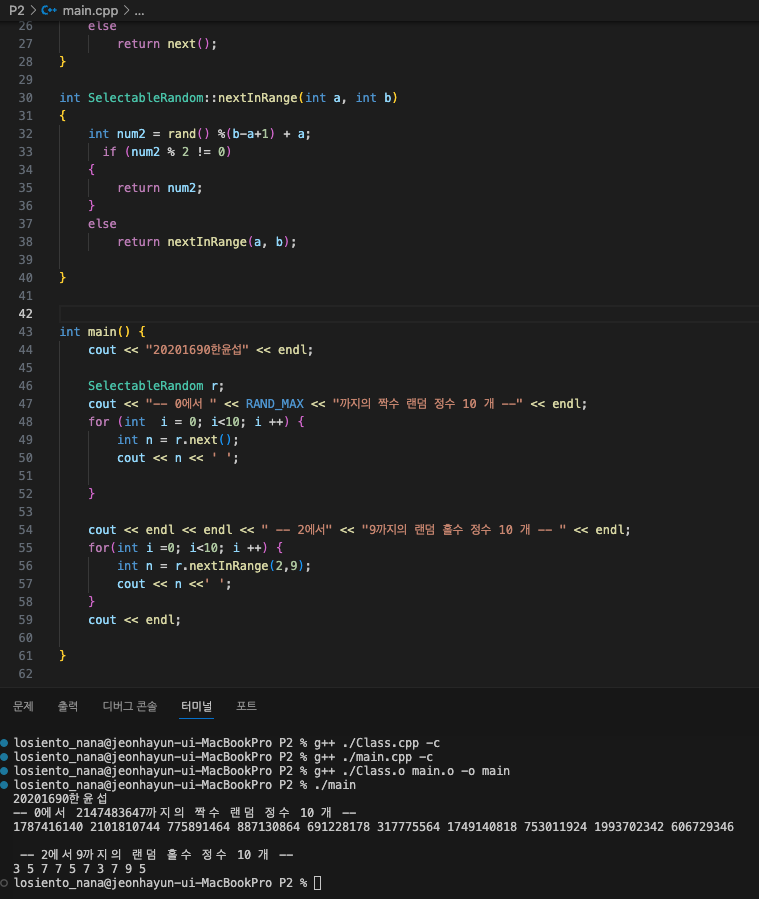 P2 > C++ main.cpp > ...
26 else
27 return next();
28 }
29
30 int SelectableRandom::nextInRange(int a, int b)
31 {
32 int num2 = rand() %(b-a+1) + a;
33 if (num2 % 2 != 0)
34 {
35 return num2;
36 }
37 else
38 return nextInRange(a, b);
39
40 }
41
42
43 int main() {
44 cout << "20201690한윤섭" << endl;
45
46 SelectableRandom r;
47 cout << "-- 0에서 " << RAND_MAX << "까지의 짝수 랜덤 정수 10 개 --" << endl;
48 for (int  i = 0; i<10; i ++) {
49 int n = r.next();
50 cout << n << ' ';
51
52 }
53
54 cout << endl << endl << " -- 2에서" << "9까지의 랜덤 홀수 정수 10 개 -- " << endl;
55 for(int i =0; i<10; i ++) {
56 int n = r.nextInRange(2,9);
57 cout << n <<' ';
58 }
59 cout << endl;
60
61 }
62
문제 출력 디버그 콘솔 터미널 포트
losiento_nana@jeonhayun-ui-MacBookPro P2 % g++ ./Class.cpp -c
losiento_nana@jeonhayun-ui-MacBookPro P2 % g++ ./main.cpp -c
losiento_nana@jeonhayun-ui-MacBookPro P2 % g++ ./Class.o main.o -o main
losiento_nana@jeonhayun-ui-MacBookPro P2 % ./main
20201690한윤섭
-- 0에서 2147483647까지의 짝수 랜덤 정수 10 개 --
1787416140 2101810744 775891464 887130864 691228178 317775564 1749140818 753011924 1993702342 606729346

-- 2에서9까지의 랜덤 홀수 정수 10 개 --
3 5 7 7 5 7 3 7 9 5
losiento_nana@jeonhayun-ui-MacBookPro P2 %